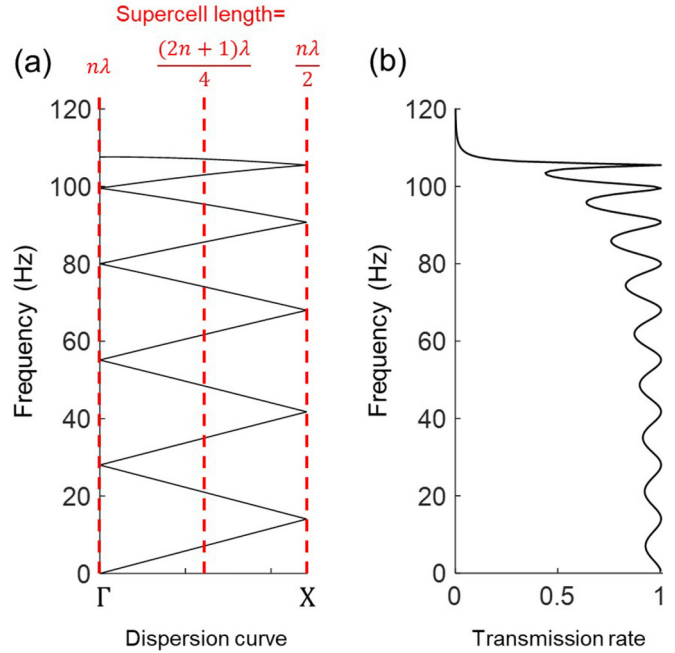 Supercell length=
(a)
nλ
(2n + 1)λ
4
nλ
2
(b)
120
100
80
60
40
20
0
Frequency (Hz)
Γ
X
Dispersion curve
120
100
80
60
40
20
0
Frequency (Hz)
0
0.5
1
Transmission rate